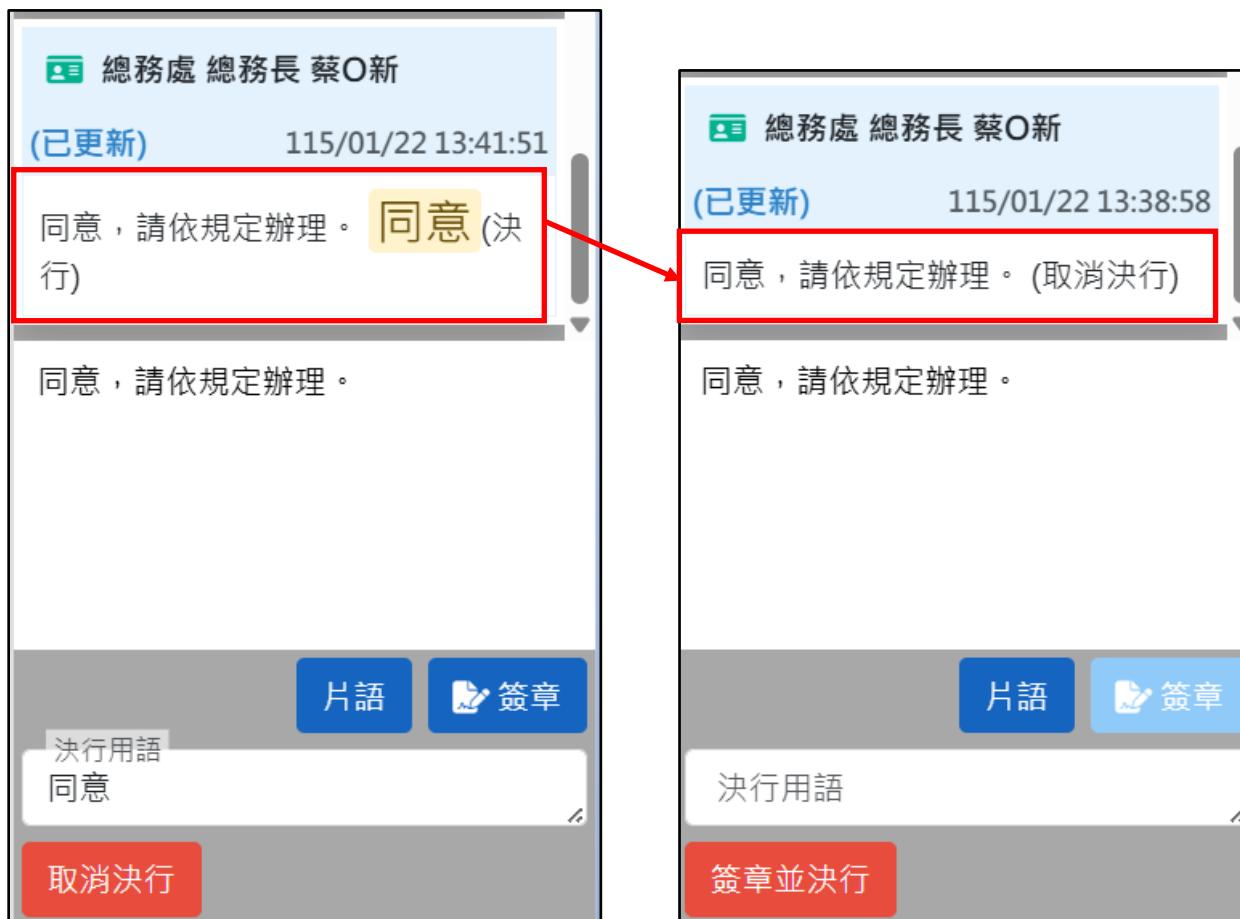 總務處 總務長 蔡O新
(已更新) 115/01/22 13:41:51
同意，請依規定辦理。 同意 (決
行)
同意，請依規定辦理。
片語 簽章
決行用語
同意
取消決行
總務處 總務長 蔡O新
(已更新) 115/01/22 13:38:58
同意，請依規定辦理。 (取消決行)
同意，請依規定辦理。
片語 簽章
決行用語
簽章並決行